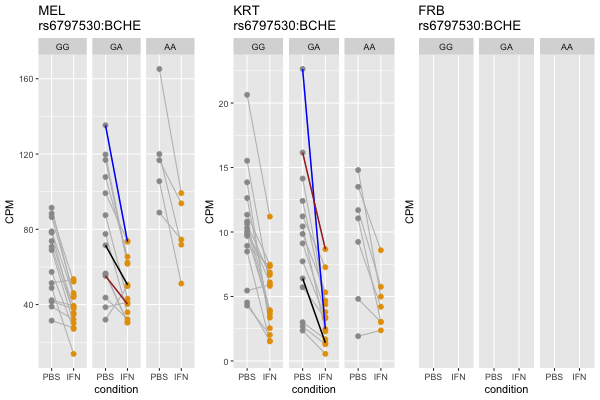 MEL
rs6797530:BCHE
GG GA AA
CPM
160
120
80
40
PBS IFN PBS IFN PBS IFN
condition
KRT
rs6797530:BCHE
GG GA AA
CPM
20
15
10
5
0
PBS IFN PBS IFN PBS IFN
condition
FRB
rs6797530:BCHE
GG GA AA
CPM
PBS IFN PBS IFN PBS IFN
condition